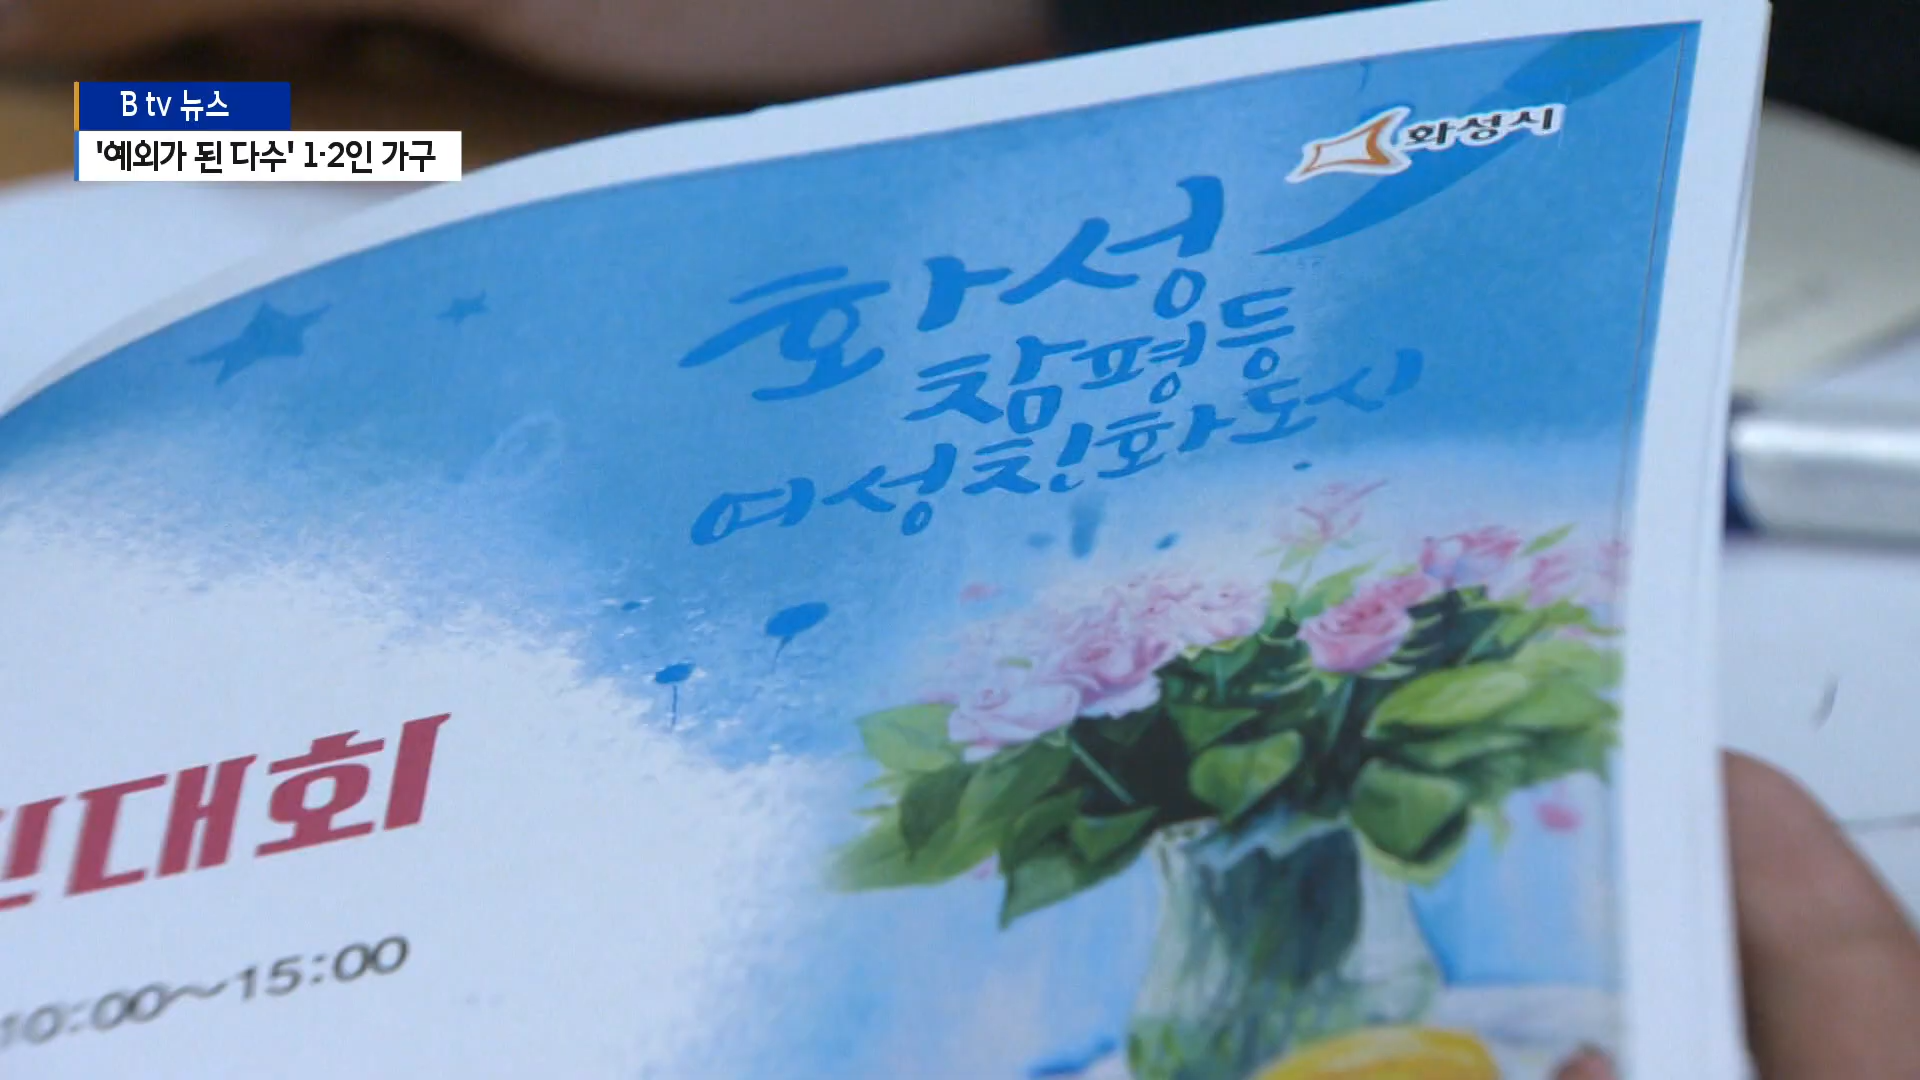 B tv 뉴스
'예외가 된 다수' 1·2인 가구
화성시
화성
참평등
여성친화도시
대회
10:00~15:00